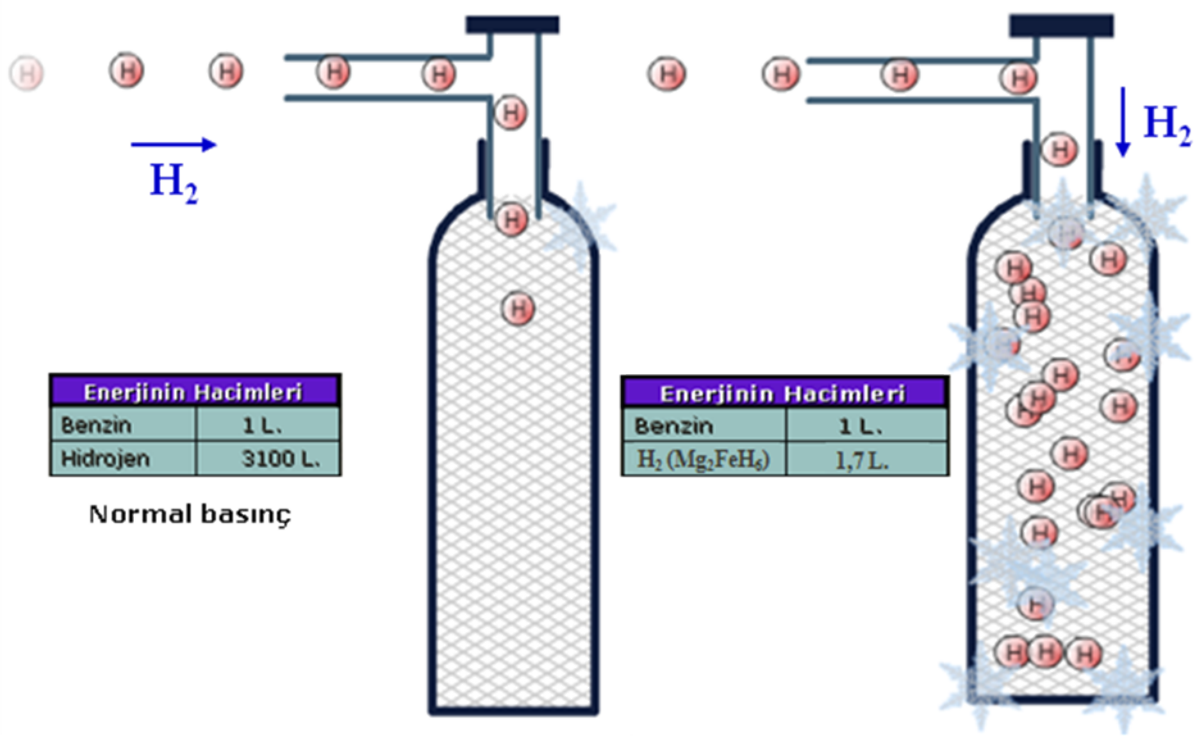 H H H H H
H
H
H
H₂
Enerjinin Hacimleri
Benzin 1 L.
Hidrojen 3100 L.
Normal basınç
H H H H
H
H₂
H
H H
H
H
H H
H
H H
H
H
H
H H
H
H
H
H H H
Enerjinin Hacimleri
Benzin 1 L.
H₂ (Mg₂FeH₆) 1,7 L.